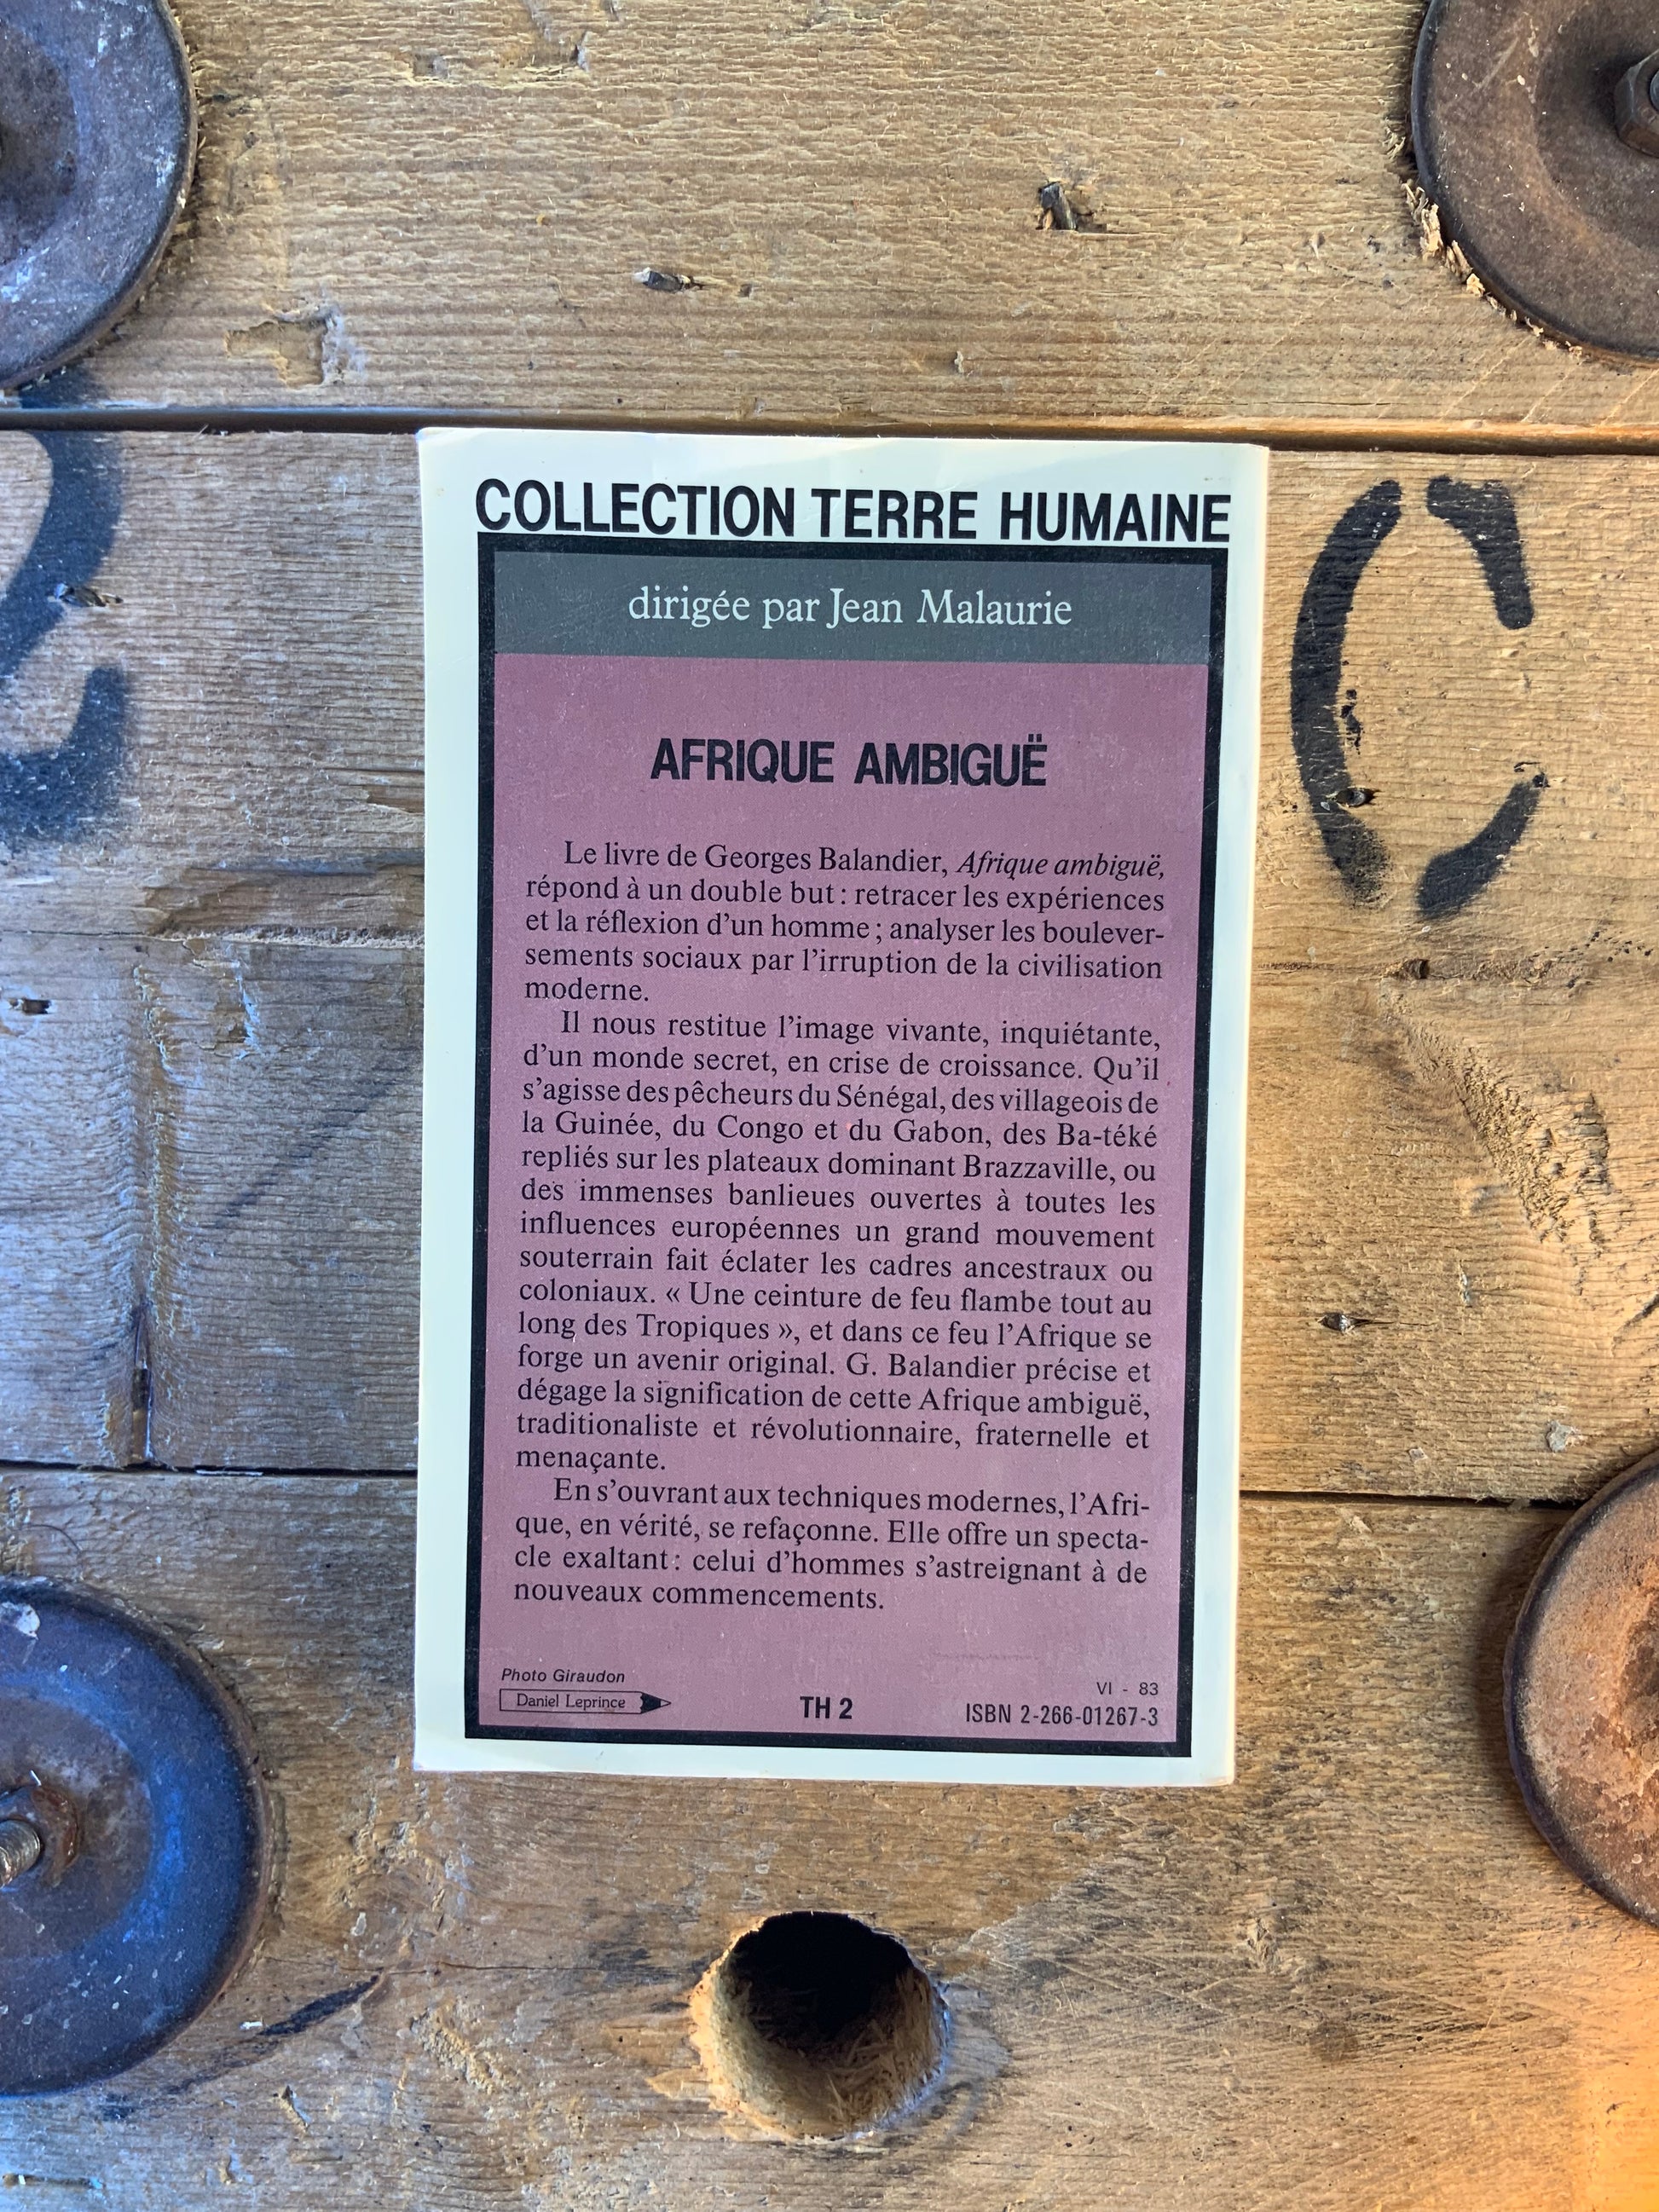 COLLECTION TERRE HUMAINE
dirigée par Jean Malaurie
AFRIQUE AMBIGUË
Le livre de Georges Balandier, Afrique ambiguë,
répond à un double but : retracer les expériences
et la réflexion d'un homme ; analyser les boulever-
sements sociaux par l'irruption de la civilisation
moderne.
Il nous restitue l'image vivante, inquiétante,
d'un monde secret, en crise de croissance. Qu'il
s'agisse des pêcheurs du Sénégal, des villageois de
la Guinée, du Congo et du Gabon, des Ba-téké
repliés sur les plateaux dominant Brazzaville, ou
des immenses banlieues ouvertes à toutes les
influences européennes un grand mouvement
souterrain fait éclater les cadres ancestraux ou
coloniaux. « Une ceinture de feu flambe tout au
long des Tropiques », et dans ce feu l'Afrique se
forge un avenir original. G. Balandier précise et
dégage la signification de cette Afrique ambiguë,
traditionaliste et révolutionnaire, fraternelle et
menaçante.
En s'ouvrant aux techniques modernes, l'Afri-
que, en vérité, se refaçonne. Elle offre un specta-
cle exaltant : celui d'hommes s'astreignant à de
nouveaux commencements.
Photo Giraudon
Daniel Leprince
TH 2
VI - 83
ISBN 2-266-01267-3
C